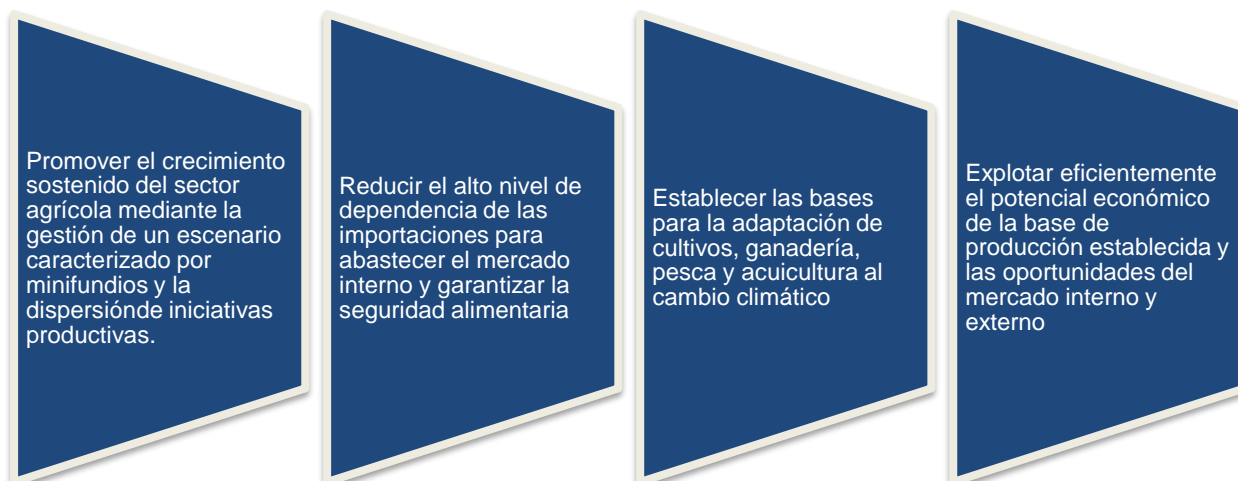 Promover el crecimiento
sostenido del sector
agrícola mediante la
gestión de un escenario
caracterizado por
minifundios y la
dispersiónde iniciativas
productivas.
Reducir el alto nivel de
dependencia de las
importaciones para
abastecer el mercado
interno y garantizar la
seguridad alimentaria
Establecer las bases
para la adaptación de
cultivos, ganadería,
pesca y acuicultura al
cambio climático
Explotar eficientemente
el potencial económico
de la base de
producción establecida y
las oportunidades del
mercado interno y
externo